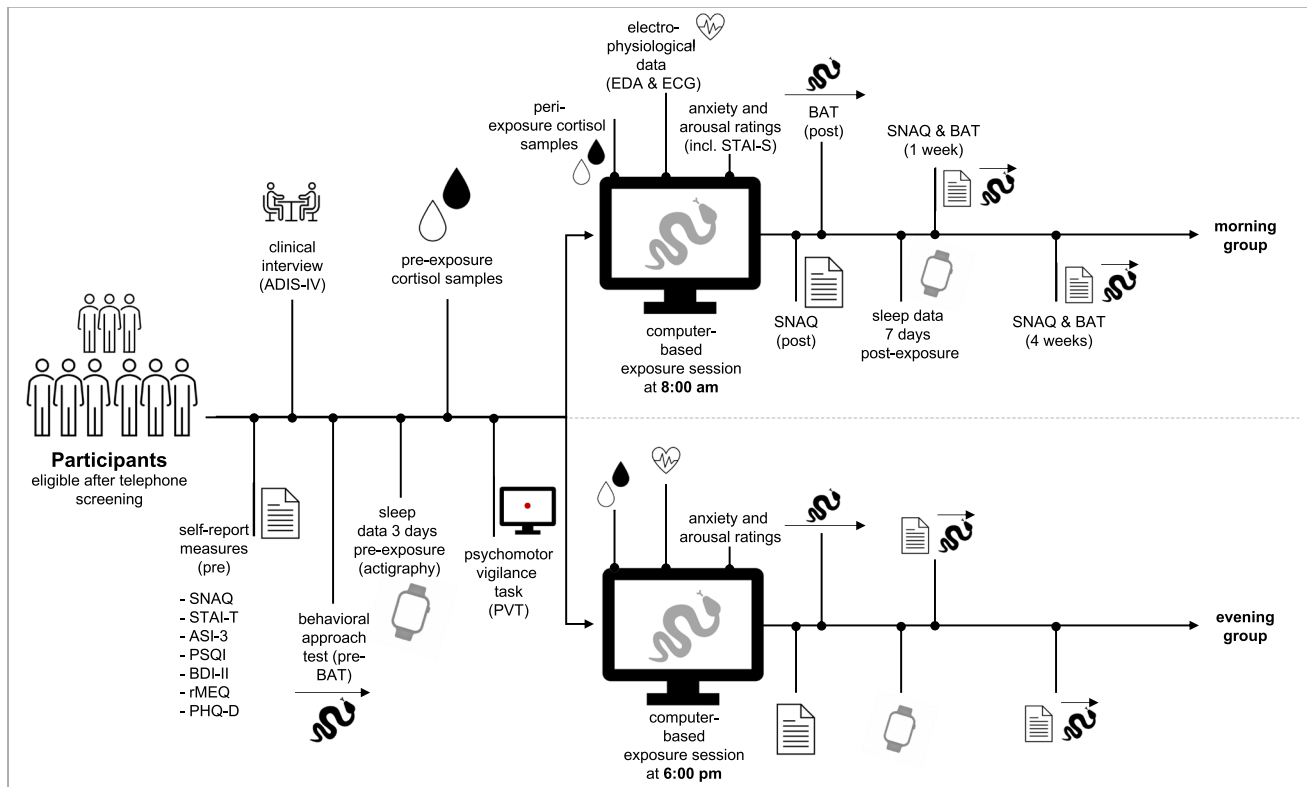 electro-
physiological
data
(EDA & ECG)
peri-
exposure cortisol
samples
anxiety and
arousal ratings
(incl. STAI-S)
BAT
(post)
SNAQ & BAT
(1 week)
clinical
interview
(ADIS-IV)
pre-exposure
cortisol samples
morning
group
SNAQ
(post)
sleep data
7 days
post-exposure
SNAQ & BAT
(4 weeks)
computer-
based
exposure session
at 8:00 am
Participants
eligible after telephone
screening
self-report
measures
(pre)
- SNAQ
- STAI-T
- ASI-3
- PSQI
- BDI-II
- rMEQ
- PHQ-D
behavioral
approach
test (pre-
BAT)
sleep
data 3 days
pre-exposure
(actigraphy)
psychomotor
vigilance
task
(PVT)
anxiety and
arousal ratings
evening
group
computer-
based
exposure session
at 6:00 pm